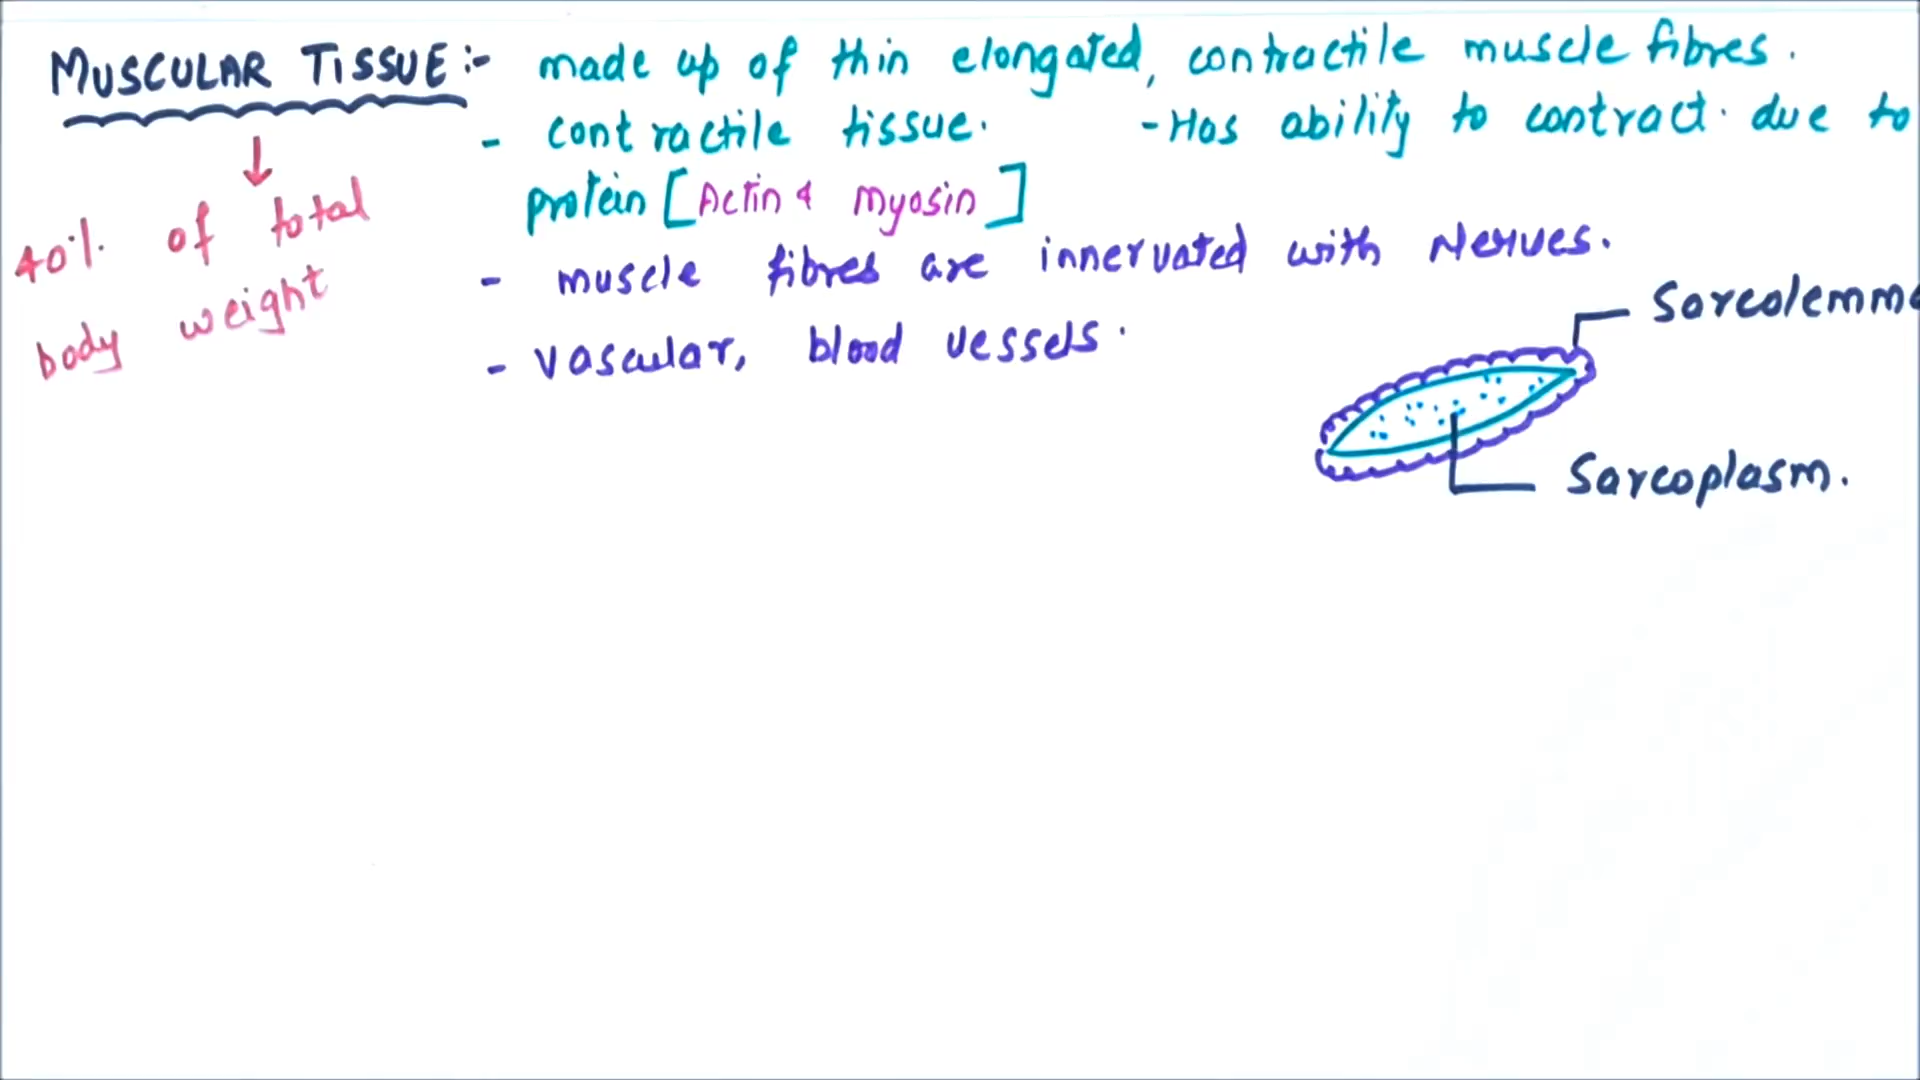 MUSCULAR TISSUE :- made up of thin elongated, contractile muscle fibres.
- contractile tissue. - Has ability to contract. due to
protein [Actin & Myosin]
- muscle fibres are innervated with Nerves.
- vascular, blood vessels.
40% of total
body weight
Sarcolemma
Sarcoplasm.